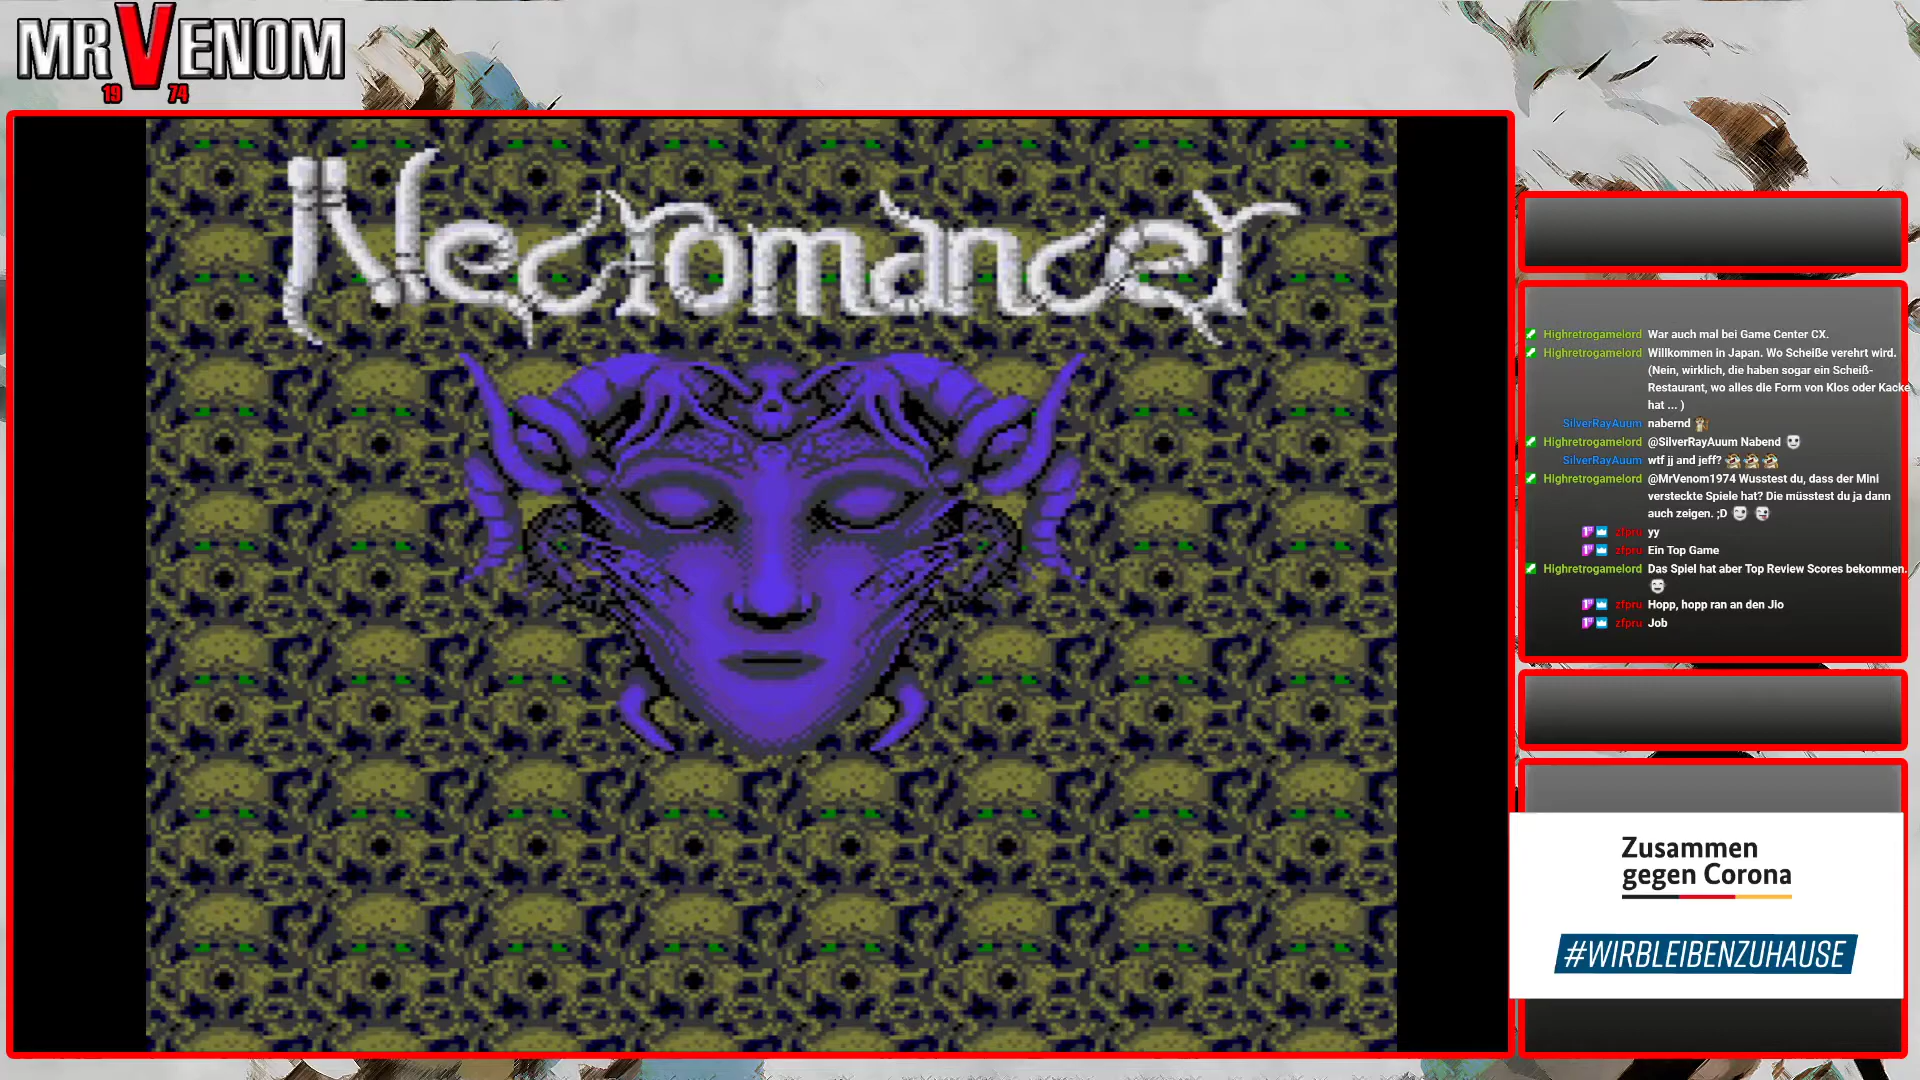 MRVENOM
19 74
Necromancer
Highretrogamelord War auch mal bei Game Center CX.
Highretrogamelord Willkommen in Japan. Wo Scheiße verehrt wird.
(Nein, wirklich, die haben sogar ein Scheiß-
Restaurant, wo alles die Form von Klos oder Kacke
hat ... )
SilverRayAuum nabernd
Highretrogamelord @SilverRayAuum Nabend
SilverRayAuum wtf jj and jeff?
Highretrogamelord @MrVenom1974 Wusstest du, dass der Mini
versteckte Spiele hat? Die müsstest du ja dann
auch zeigen. ;D
zfpru yy
zfpru Ein Top Game
Highretrogamelord Das Spiel hat aber Top Review Scores bekommen.
zfpru Hopp, hopp ran an den Jio
zfpru Job
Zusammen
gegen Corona
#WIRBLEIBENZUHAUSE